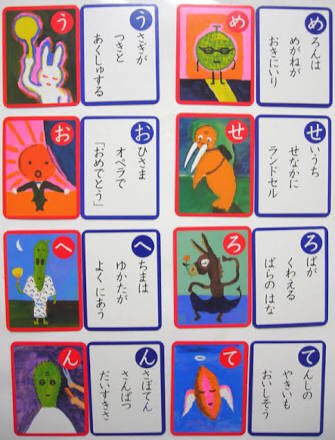 め
ろんは
めがねが
おきにいり
め
う
さぎが
つきと
あくしゅする
う
せ
いうち
せなかに
ランドセル
せ
お
ひさま
オペラで
「おめでとう」
お
ろ
ばが
くわえる
ばらのはな
ろ
へ
ちまは
ゆかたが
よくにあう
へ
て
んしの
やきいも
おいしそう
て
ん
さぼてん
さんぱつ
だいすきさ
ん